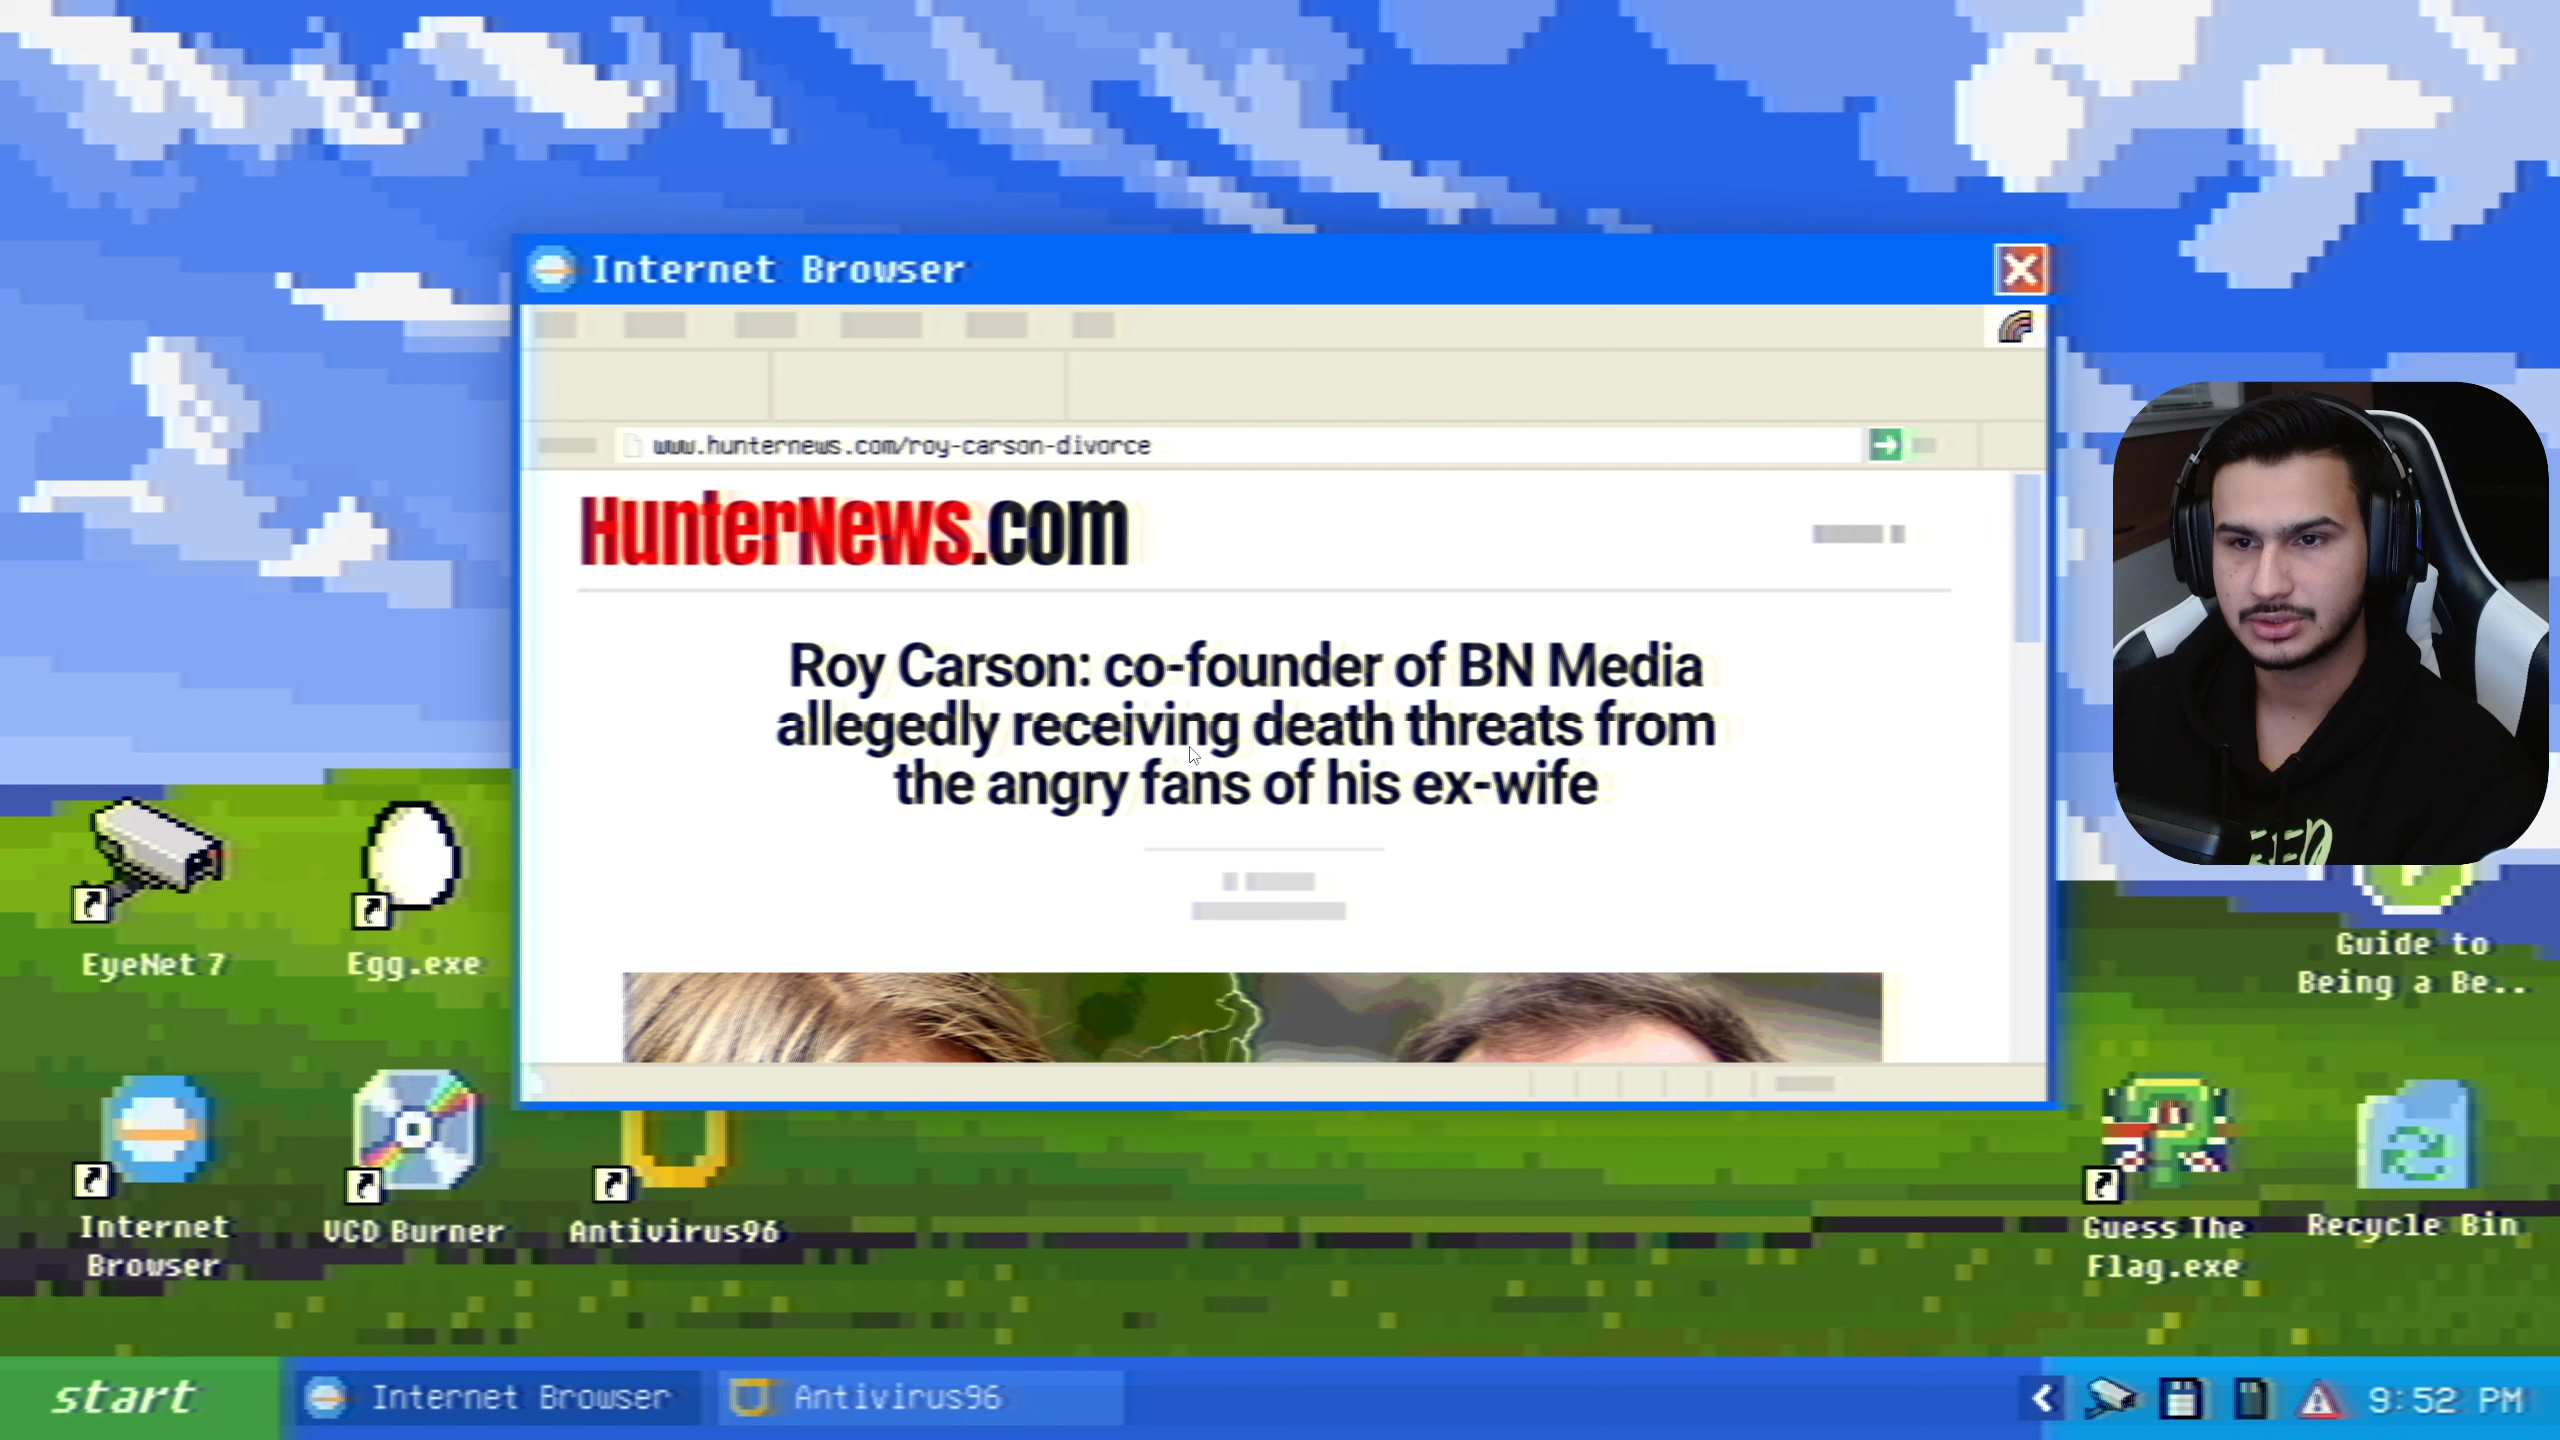 Internet Browser
www.hunternews.com/roy-carson-divorce
HunterNews.com
Roy Carson: co-founder of BN Media
allegedly receiving death threats from
the angry fans of his ex-wife
EyeNet 7
Egg.exe
Guide to
Being a Be...
Internet
Browser
VCD Burner
Antivirus96
Guess The
Flag.exe
Recycle Bin
start
Internet Browser
Antivirus96
9:52 PM